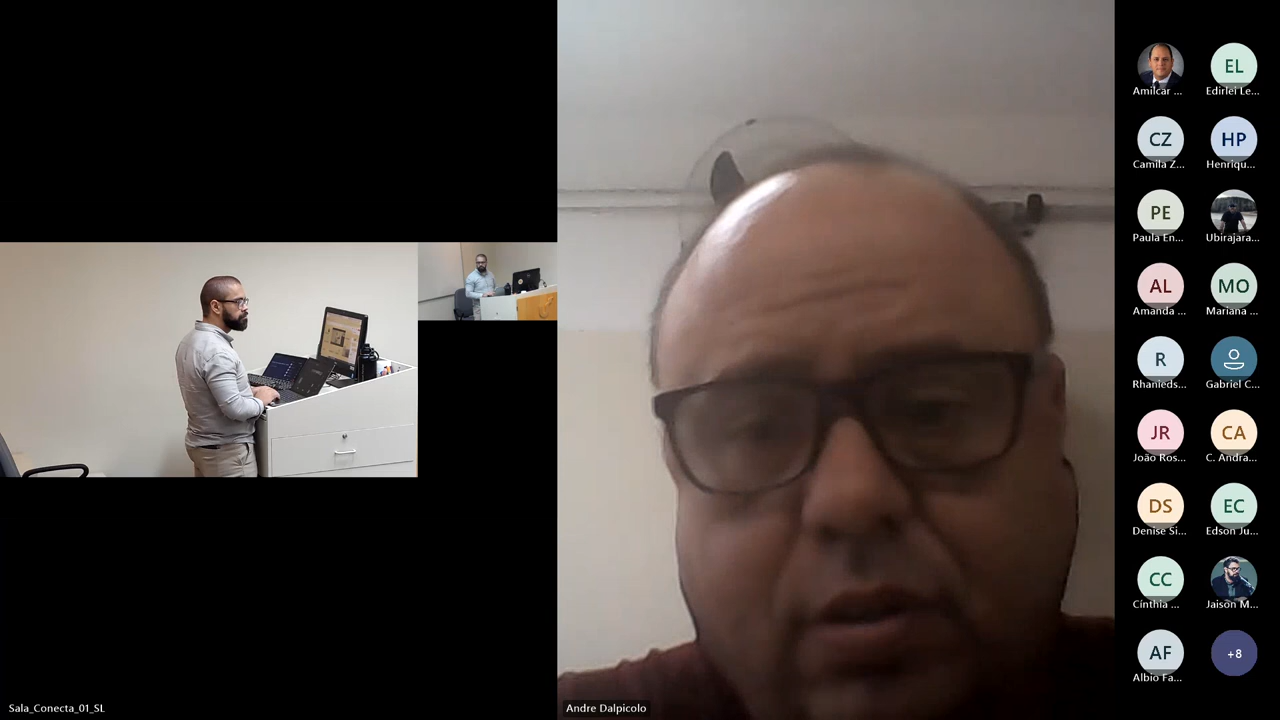 Sala_Conecta_01_SL
Andre Dalpicolo
Amilcar ...
EL
Edirlei Le...
CZ
Camila Z...
HP
Henriqu...
PE
Paula En...
Ubirajara...
AL
Amanda ...
MO
Mariana ...
R
Rhanieds...
Gabriel C...
JR
João Ros...
CA
C. Andra...
DS
Denise Si...
EC
Edson Ju...
CC
Cínthia ...
Jaison M...
AF
Albio Fa...
+8